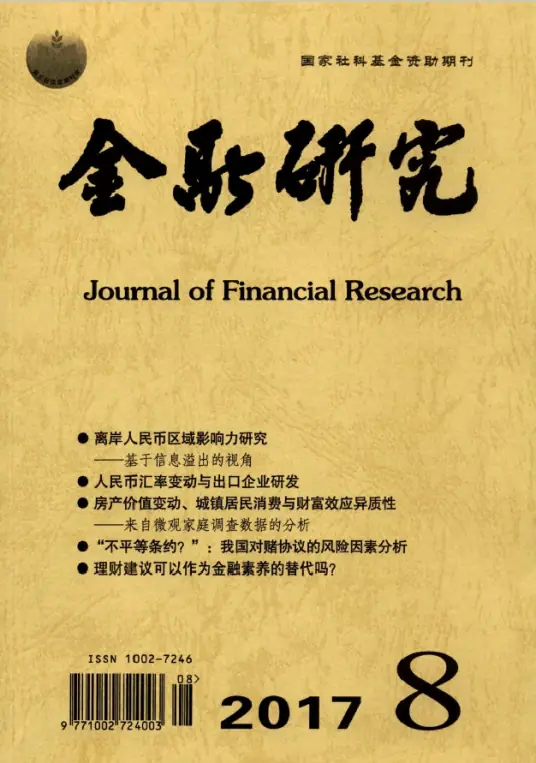 国家社科基金资助期刊
金融研究
Journal of Financial Research
● 离岸人民币区域影响力研究
——基于信息溢出的视角
● 人民币汇率变动与出口企业研发
● 房产价值变动、城镇居民消费与财富效应异质性
——来自微观家庭调查数据的分析
● “不平等条约？”：我国对赌协议的风险因素分析
● 理财建议可以作为金融素养的替代吗？
ISSN 1002-7246
08>
9 771002 724003
2017 8